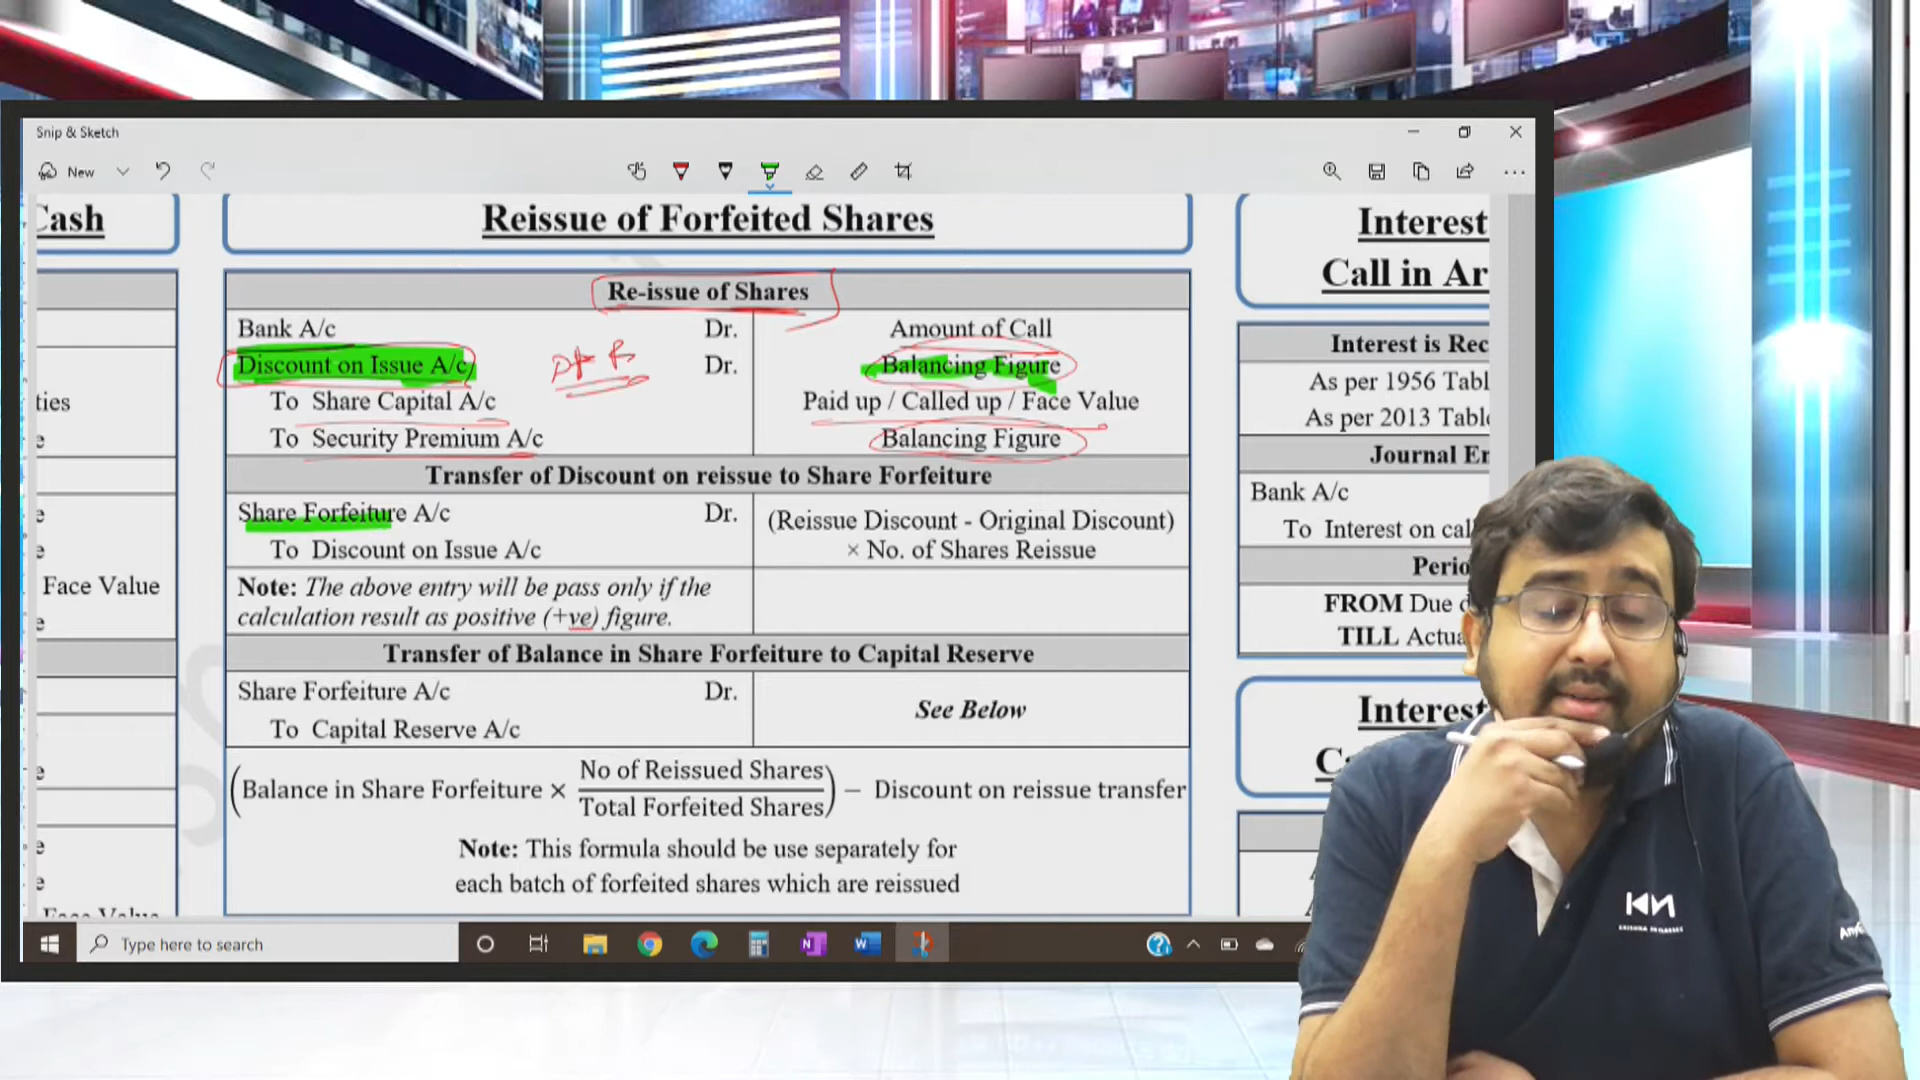 Snip & Sketch
New
Cash
ties
e
e
Face Value
e
e
e
Face Value
Reissue of Forfeited Shares
Re-issue of Shares
Bank A/c Dr. Amount of Call
Discount on Issue A/c Dr. Balancing Figure
To Share Capital A/c Paid up / Called up / Face Value
To Security Premium A/c Balancing Figure
Transfer of Discount on reissue to Share Forfeiture
Share Forfeiture A/c Dr. (Reissue Discount - Original Discount)
To Discount on Issue A/c × No. of Shares Reissue
Note: The above entry will be pass only if the
calculation result as positive (+ve) figure.
Transfer of Balance in Share Forfeiture to Capital Reserve
Share Forfeiture A/c Dr. See Below
To Capital Reserve A/c
(Balance in Share Forfeiture × No of Reissued Shares
Total Forfeited Shares) − Discount on reissue transfer
Note: This formula should be use separately for
each batch of forfeited shares which are reissued
Interest
Call in Ar
Interest is Rec
As per 1956 Tabl
As per 2013 Table
Journal En
Bank A/c
To Interest on cal
Perio
FROM Due d
TILL Actua
Interest
Ca
Type here to search
KM